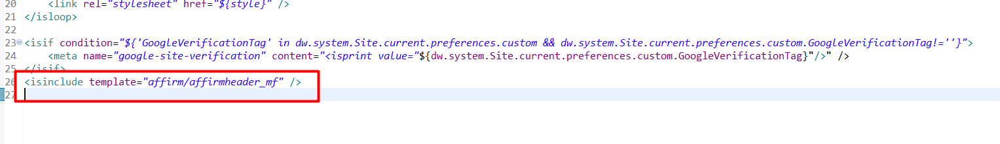 20 <link rel="stylesheet" href="${style}" />
21 </isloop>
22
23 <isif condition="${'GoogleVerificationTag' in dw.system.Site.current.preferences.custom && dw.system.Site.current.preferences.custom.GoogleVerificationTag!=''}">
24 <meta name="google-site-verification" content="<isprint value="${dw.system.Site.current.preferences.custom.GoogleVerificationTag}"/>" />
25 </isif>
26 <isinclude template="affirm/affirmheader_mf" />
27